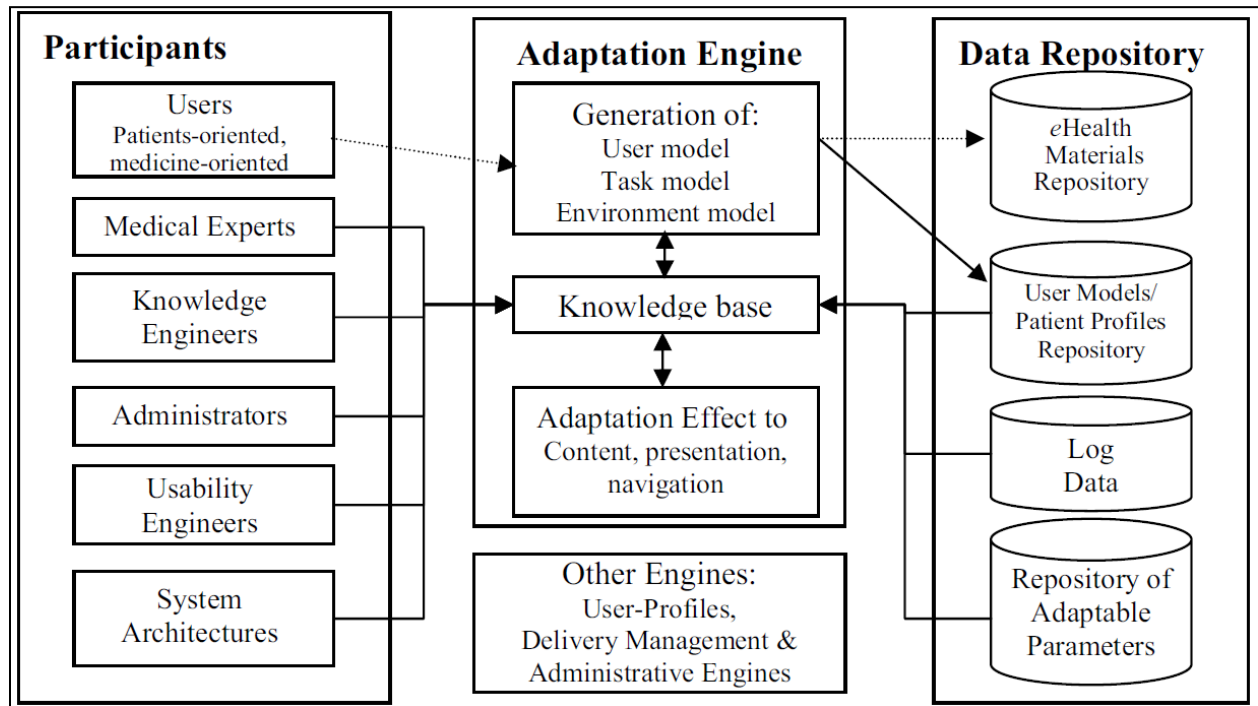 Participants
Users
Patients-oriented,
medicine-oriented
Medical Experts
Knowledge
Engineers
Administrators
Usability
Engineers
System
Architectures
Adaptation Engine
Generation of:
User model
Task model
Environment model
Knowledge base
Adaptation Effect to
Content, presentation,
navigation
Other Engines:
User-Profiles,
Delivery Management &
Administrative Engines
Data Repository
eHealth
Materials
Repository
User Models/
Patient Profiles
Repository
Log
Data
Repository of
Adaptable
Parameters